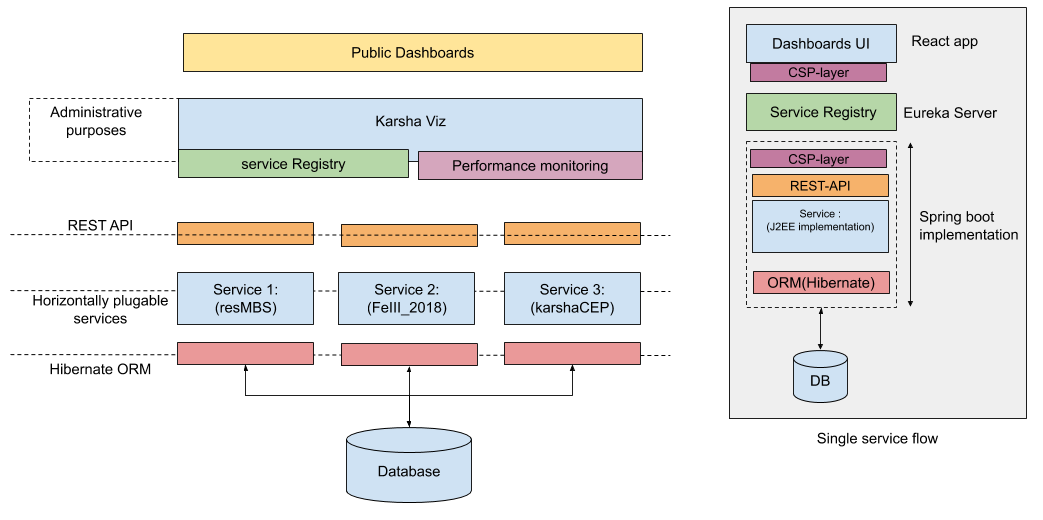 Public Dashboards
Administrative
purposes
Karsha Viz
service Registry
Performance monitoring
REST API
Horizontally plugable
services
Service 1:
(resMBS)
Service 2:
(FeIII_2018)
Service 3:
(karshaCEP)
Hibernate ORM
Database
Dashboards UI
React app
CSP-layer
Service Registry
Eureka Server
CSP-layer
REST-API
Service :
(J2EE implementation)
Spring boot
implementation
ORM(Hibernate)
DB
Single service flow